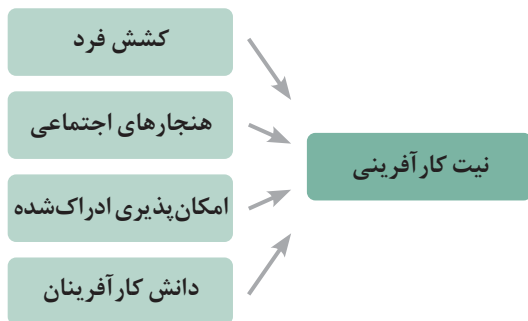 کشش فرد
هنجارهای اجتماعی
امکان‌پذیری ادراک‌شده
دانش کارآفرینان
نیت کارآفرینی